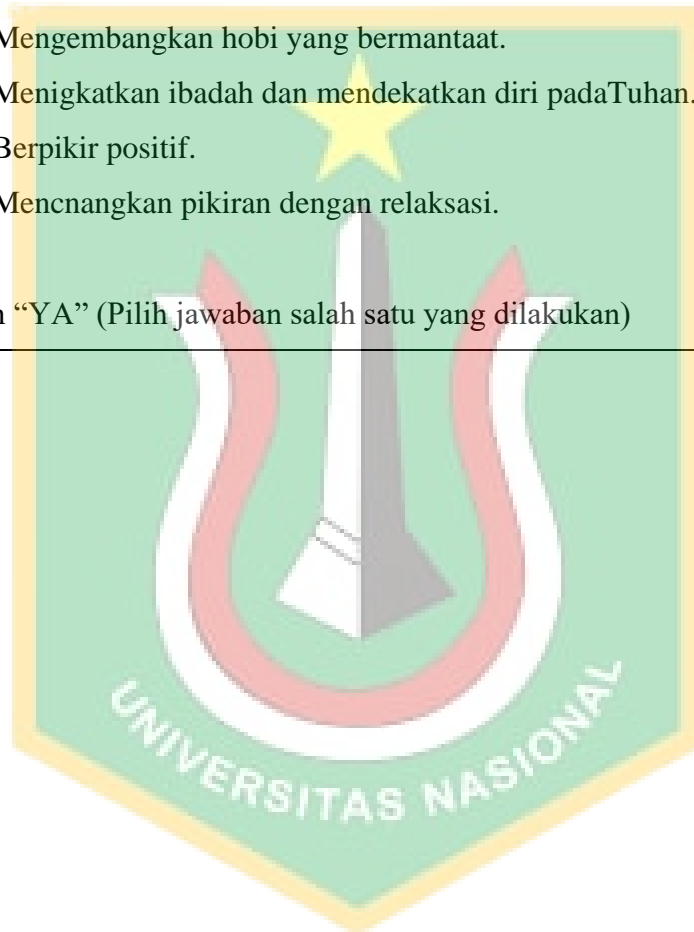 Mengembangkan hobi yang bermantaat.
Menigkatkan ibadah dan mendekatkan diri padaTuhan.
Berpikir positif.
Mencnangkan pikiran dengan relaksasi.
“YA” (Pilih jawaban salah satu yang dilakukan)
UNIVERSITAS NASIONAL